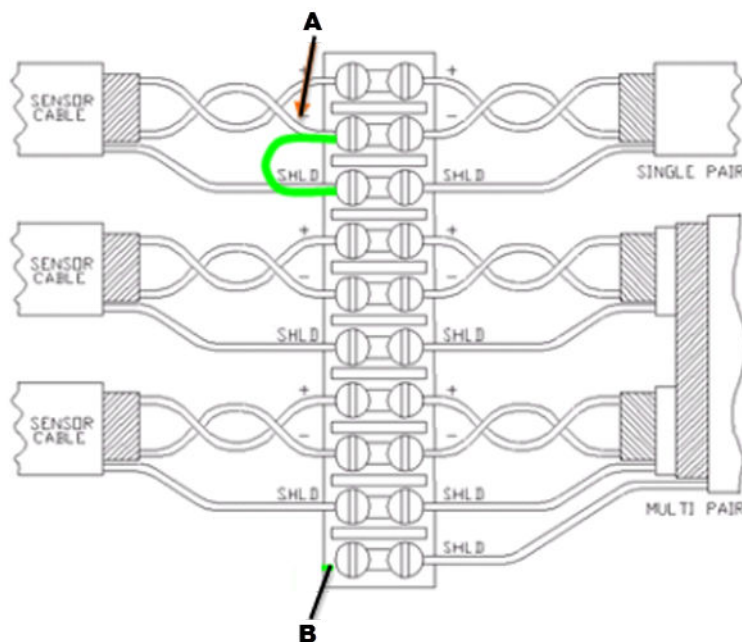 A
+
+
SENSOR
CABLE
-
-
SHLD
SHLD
SINGLE PAIR
+
+
SENSOR
CABLE
-
-
SHLD
SHLD
+
+
SENSOR
CABLE
-
-
SHLD
SHLD
MULTI PAIR
SHLD
B